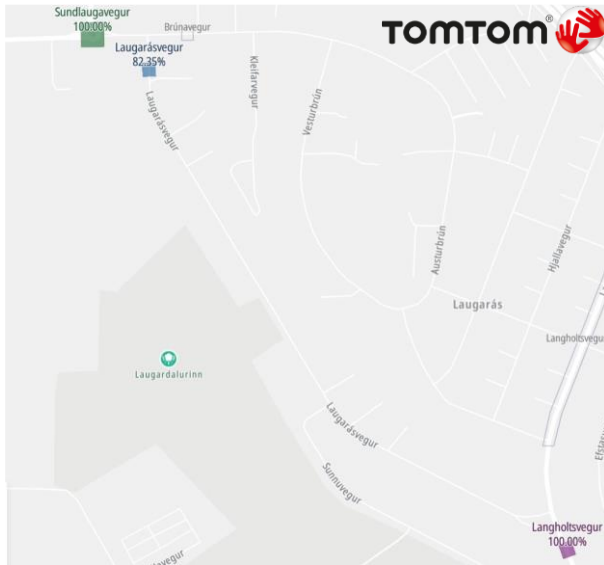 Sundlaugavegur
100.00%
Brúnavegur
TOMTOM®
Laugarásvegur
82.35%
Kleifarvegur
Vesturbrún
Laugarásvegur
Hjallavegur
Austurbrún
Laugarás
Langholtsvegur
Laugardalurinn
Laugarásvegur
Sunnuvegur
Langholtsvegur
100.00%